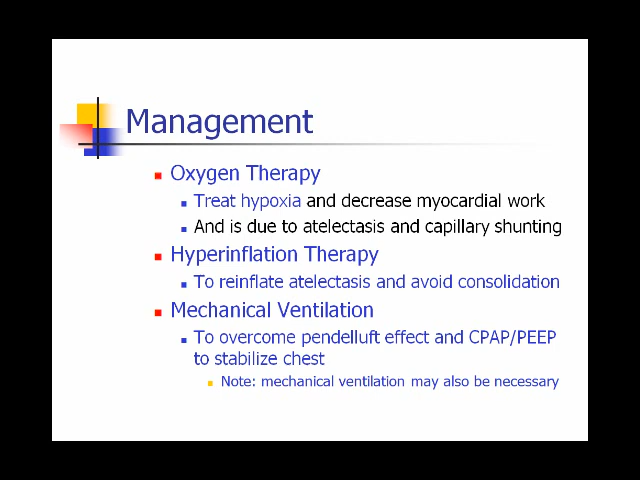 Management
Oxygen Therapy
Treat hypoxia and decrease myocardial work
And is due to atelectasis and capillary shunting
Hyperinflation Therapy
To reinflate atelectasis and avoid consolidation
Mechanical Ventilation
To overcome pendelluft effect and CPAP/PEEP
to stabilize chest
Note: mechanical ventilation may also be necessary